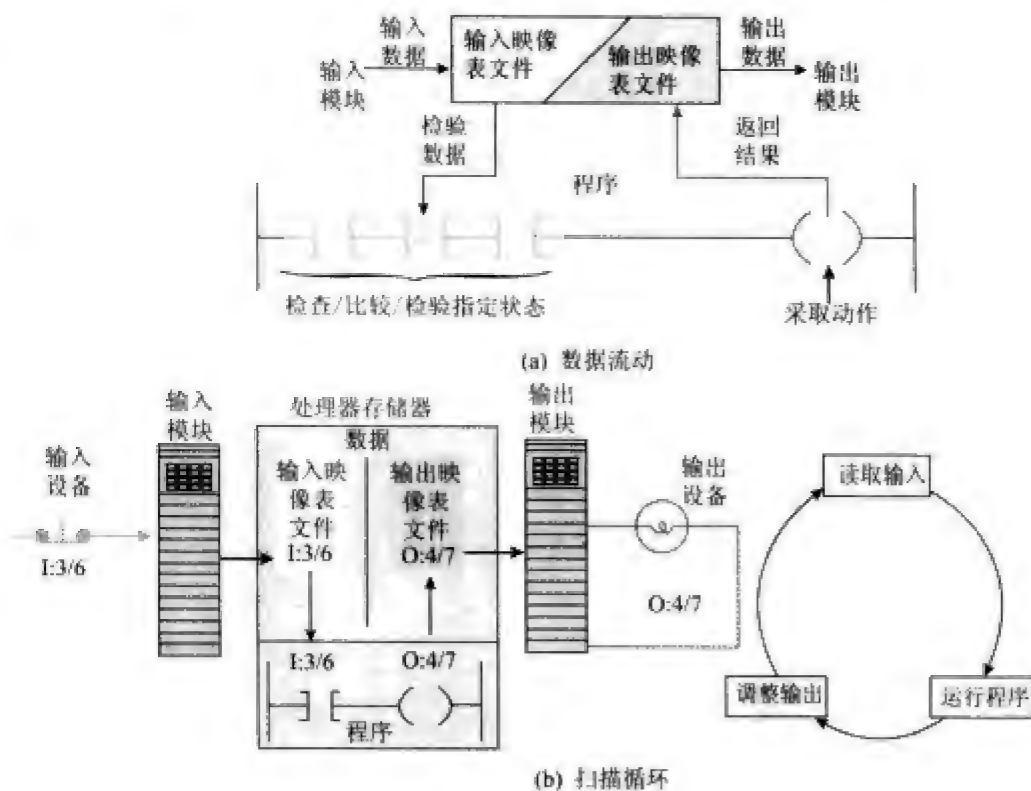 输入
数据
输入
模块
输入映像
表文件
输出映像
表文件
输出
数据
输出
模块
检验
数据
返回
结果
程序
检查/比较/检验指定状态
采取动作
(a) 数据流动
输入
模块
处理器存储器
输出
模块
数据
输入
设备
I:3/6
输入映
像表
文件
I:3/6
输出映
像表
文件
O:4/7
输出
设备
O:4/7
I:3/6
O:4/7
程序
读取输入
调整输出
运行程序
(b) 扫描循环